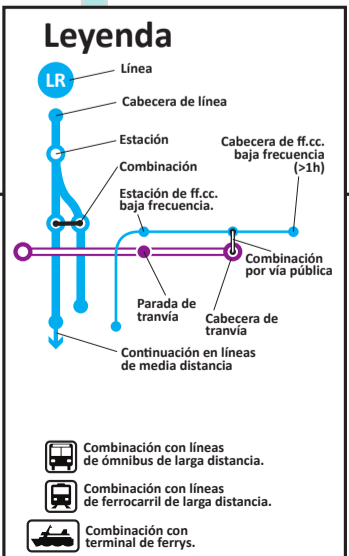 Leyenda
LR
Línea
Cabecera de línea
Estación
Combinación
Cabecera de ff.cc.
baja frecuencia
(>1h)
Estación de ff.cc.
baja frecuencia.
Combinación
por vía pública
Parada de
tranvía
Cabecera de
tranvía
Continuación en líneas
de media distancia
Combinación con líneas
de ómnibus de larga distancia.
Combinación con líneas
de ferrocarril de larga distancia.
Combinación con
terminal de ferrys.